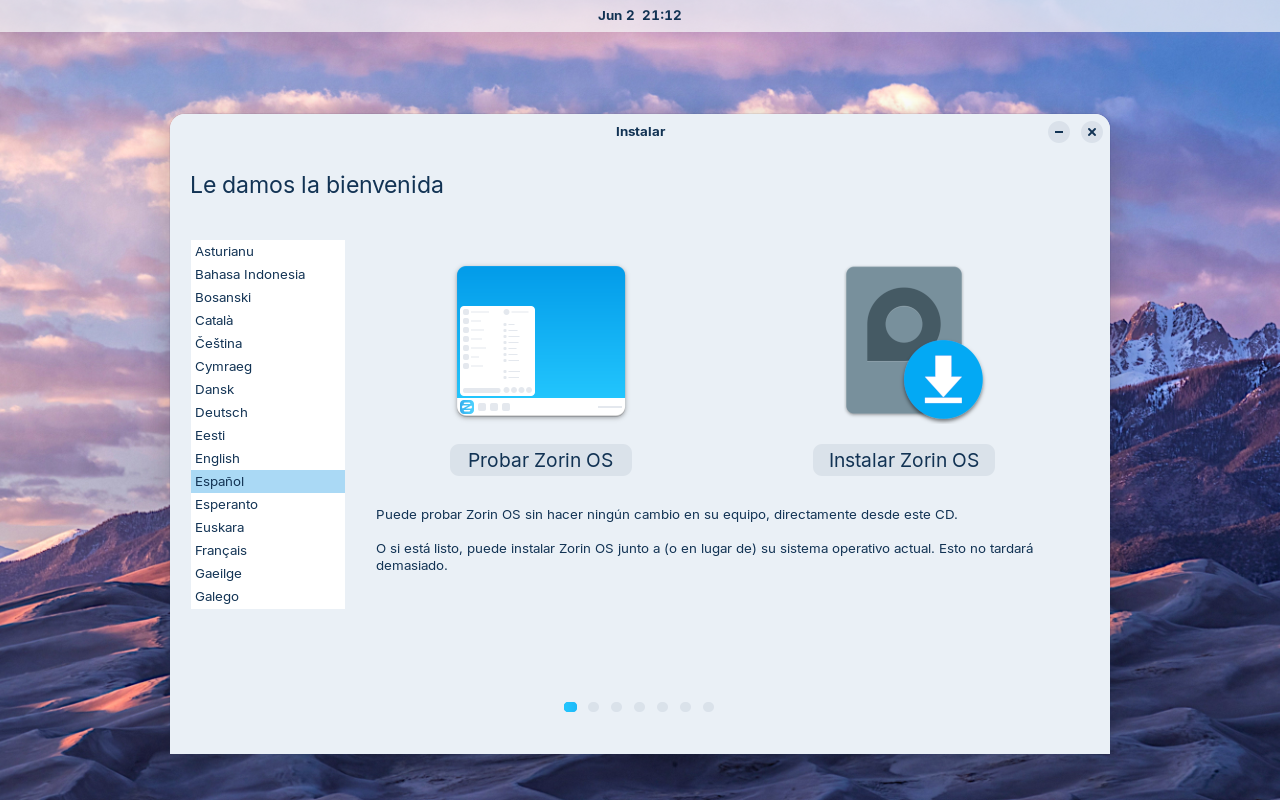 Jun 2  21:12
Instalar
Le damos la bienvenida
Asturianu
Bahasa Indonesia
Bosanski
Català
Čeština
Cymraeg
Dansk
Deutsch
Eesti
English
Español
Esperanto
Euskara
Français
Gaeilge
Galego
Probar Zorin OS
Instalar Zorin OS
Puede probar Zorin OS sin hacer ningún cambio en su equipo, directamente desde este CD.
O si está listo, puede instalar Zorin OS junto a (o en lugar de) su sistema operativo actual. Esto no tardará
demasiado.